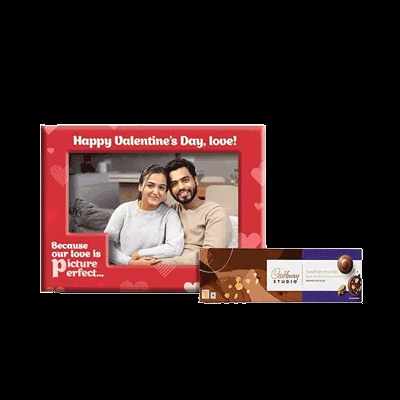 Happy Valentine's Day, love!
Because
our love is
Picture
Perfect...
Cadbury
STUDIO